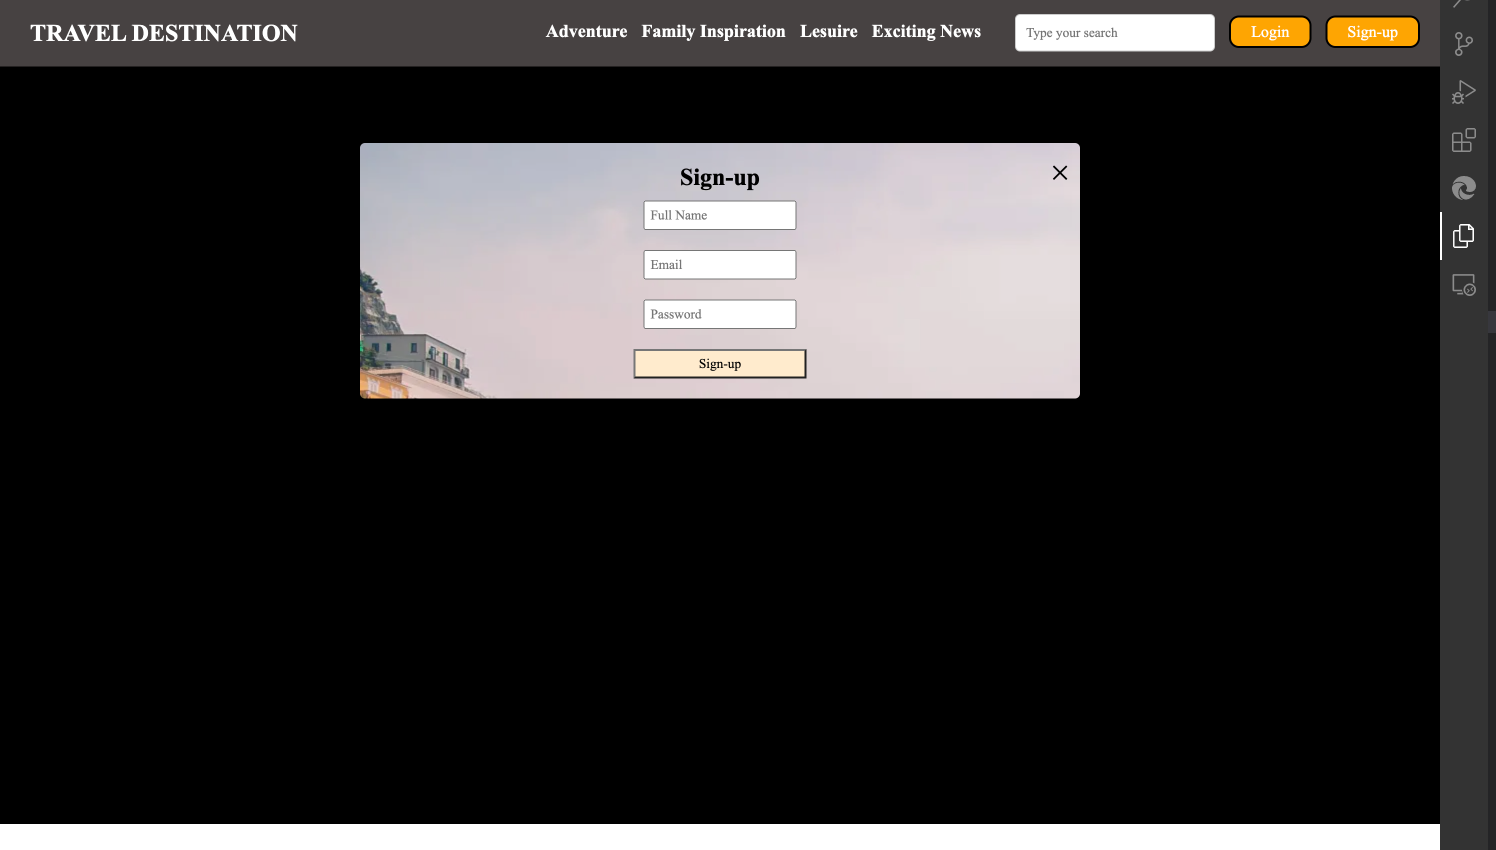 TRAVEL DESTINATION
Adventure Family Inspiration Lesuire Exciting News
Type your search
Login
Sign-up
Sign-up
Full Name
Email
Password
Sign-up